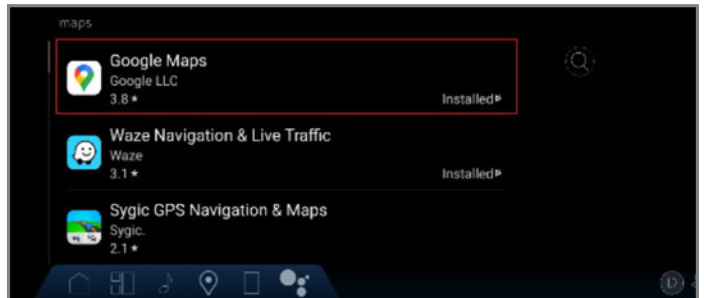 maps
Google Maps
Google LLC
3.8★
Installed
Waze Navigation & Live Traffic
Waze
3.1★
Installed
Sygic GPS Navigation & Maps
Sygic.
2.1★
D